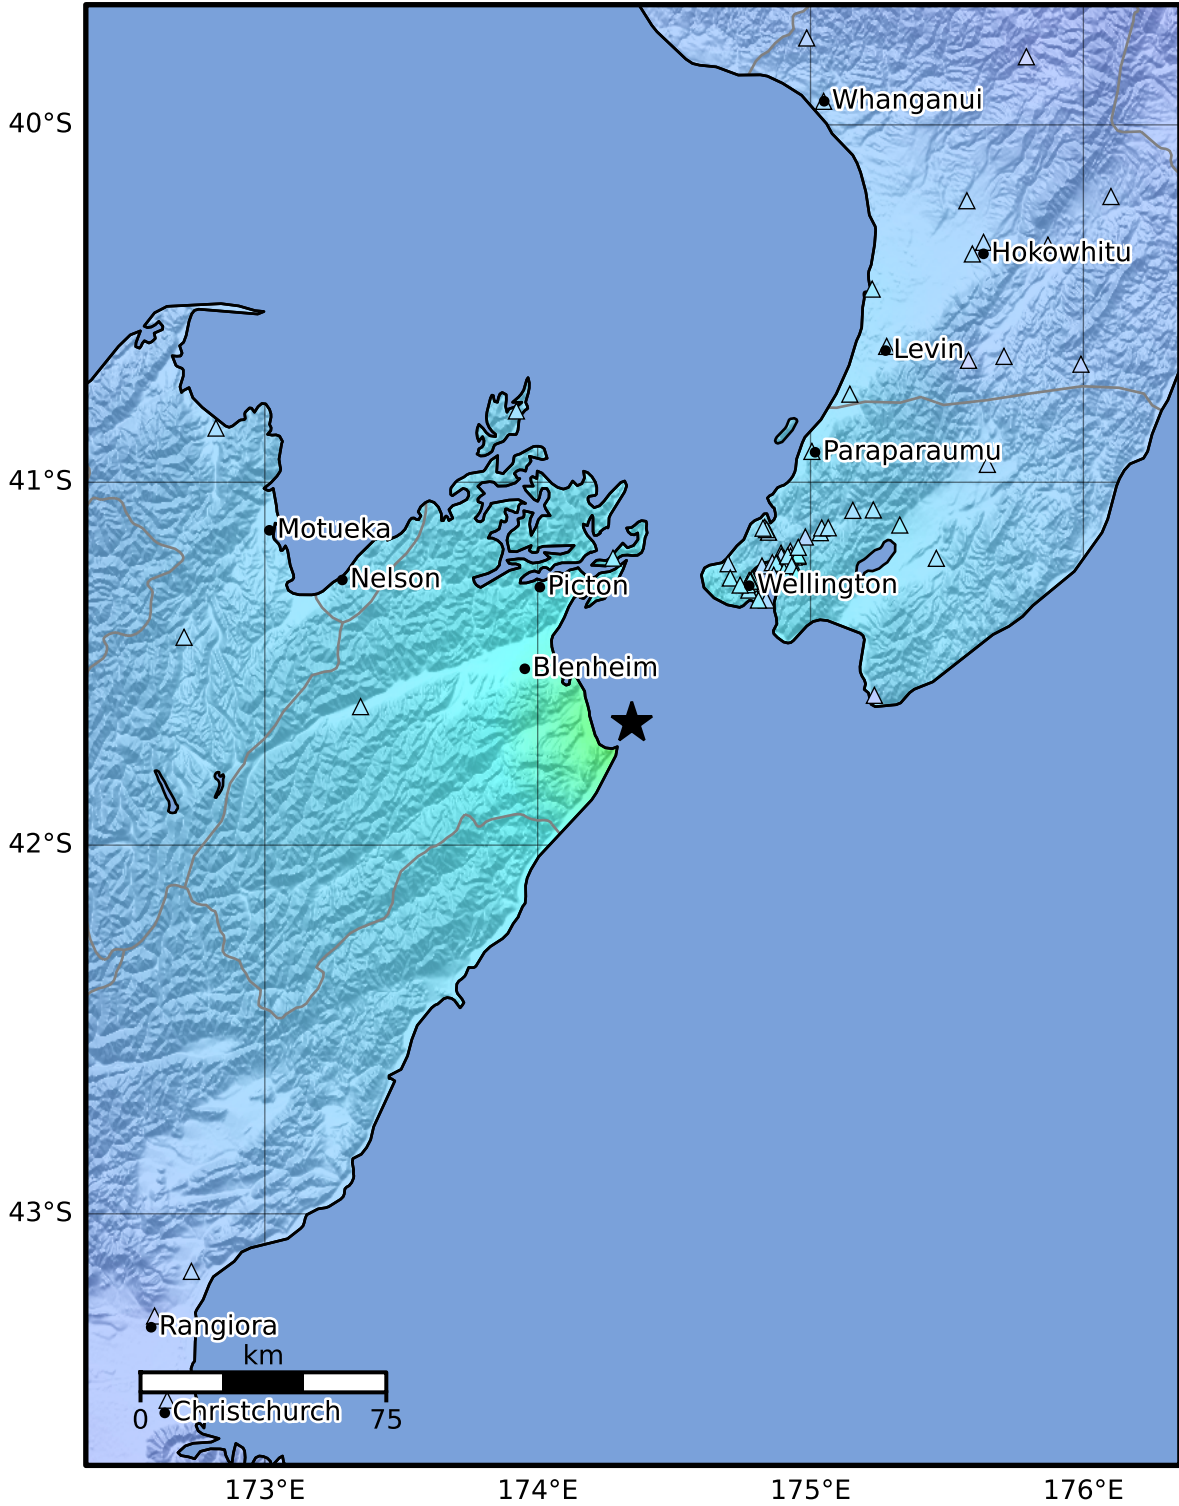 Whanganui
40°S
Hokowhitu
Levin
Paraparaumu
41°S
Motueka
Nelson
Picton
Wellington
Blenheim
42°S
43°S
Rangiora
km
0
75
Christchurch
173°E
174°E
175°E
176°E